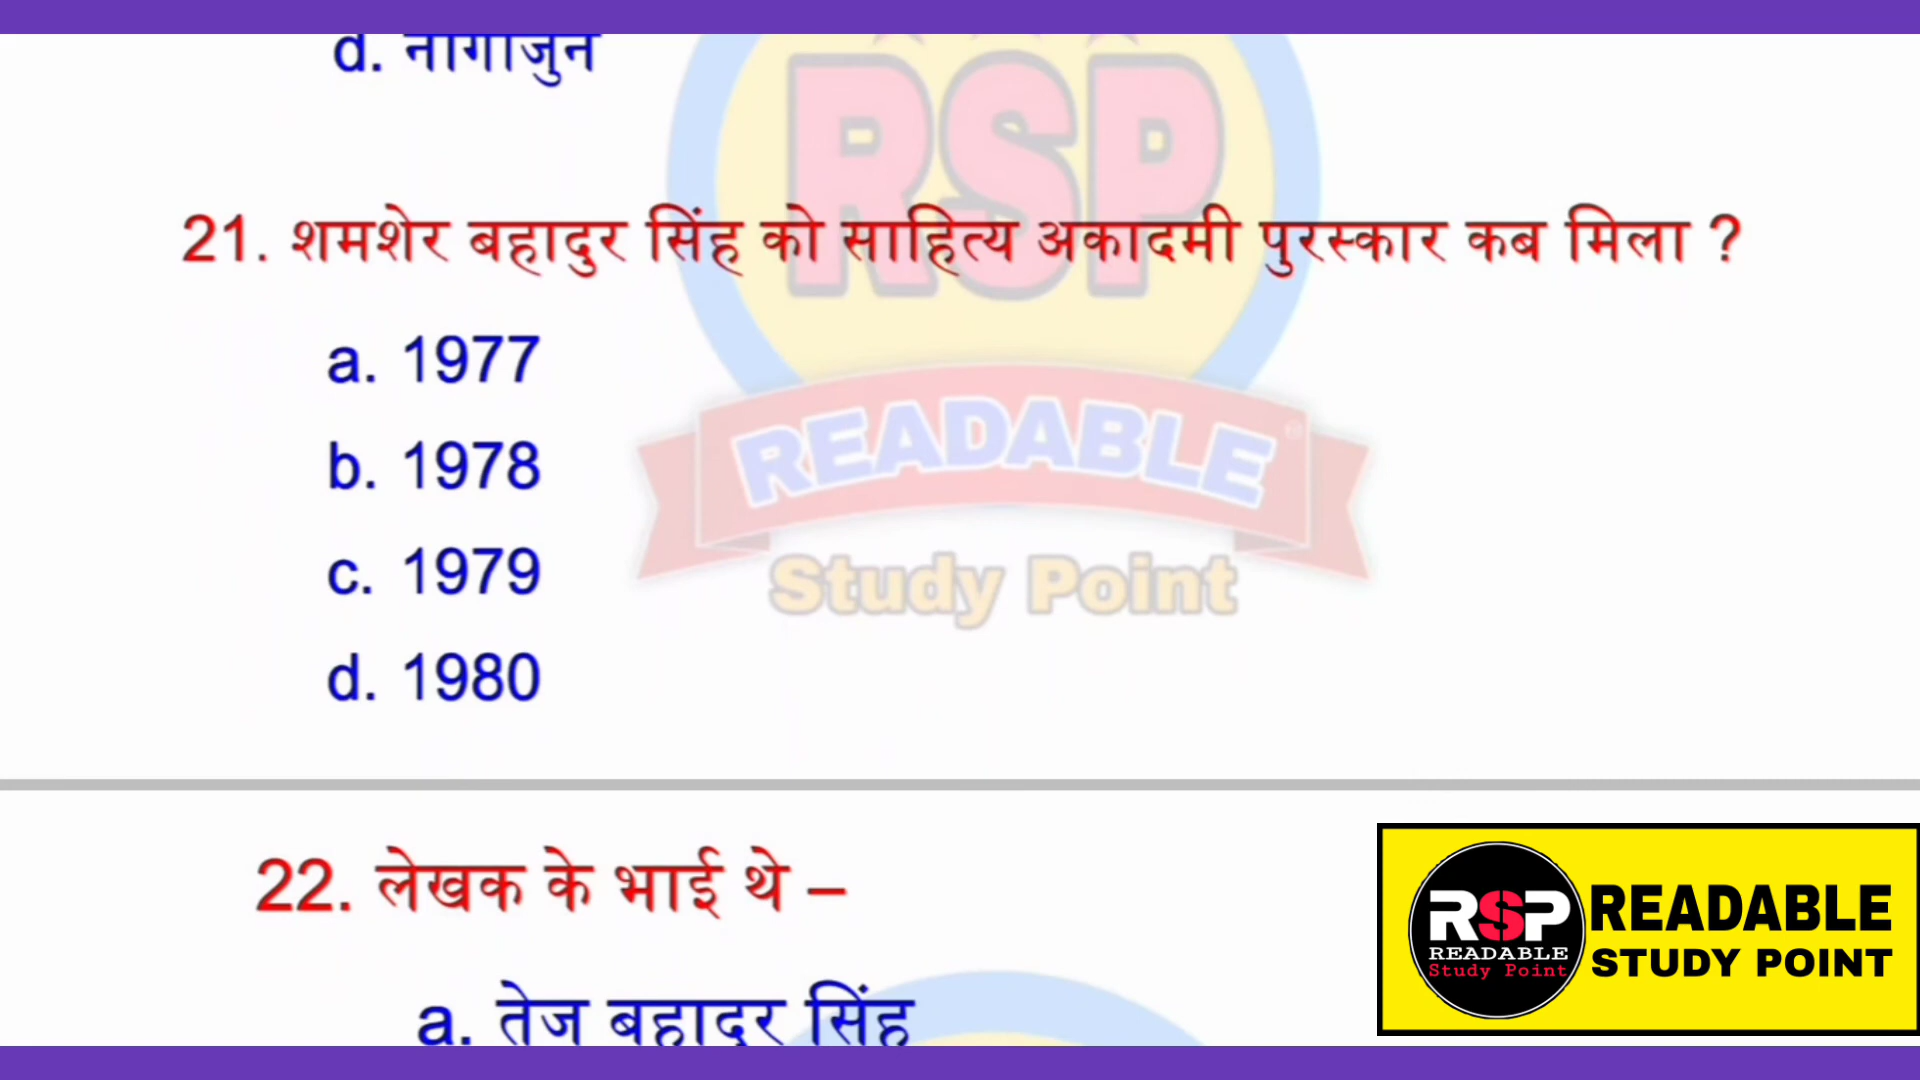 d. नागार्जुन
21. शमशेर बहादुर सिंह को साहित्य अकादमी पुरस्कार कब मिला ?
a. 1977
b. 1978
c. 1979
d. 1980
RSP
READABLE
Study Point
22. लेखक के भाई थे –
a. तेज बहादुर सिंह
RSP
READABLE
Study Point
READABLE
STUDY POINT